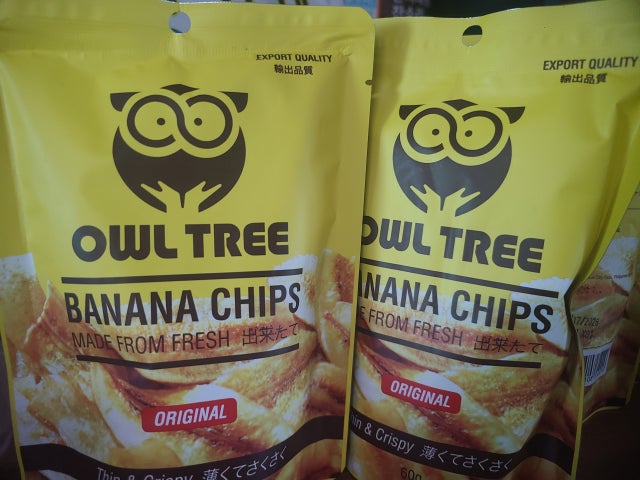 EXPORT QUALITY
輸出品質
OWL TREE
BANANA CHIPS
MADE FROM FRESH 出来たて
ORIGINAL
Thin & Crispy 薄くてさくさく
EXPORT QUALITY
輸出品質
OWL TREE
NANA CHIPS
FROM FRESH 出来たて
ORIGINAL
& Crispy 薄くてさくさく
60g